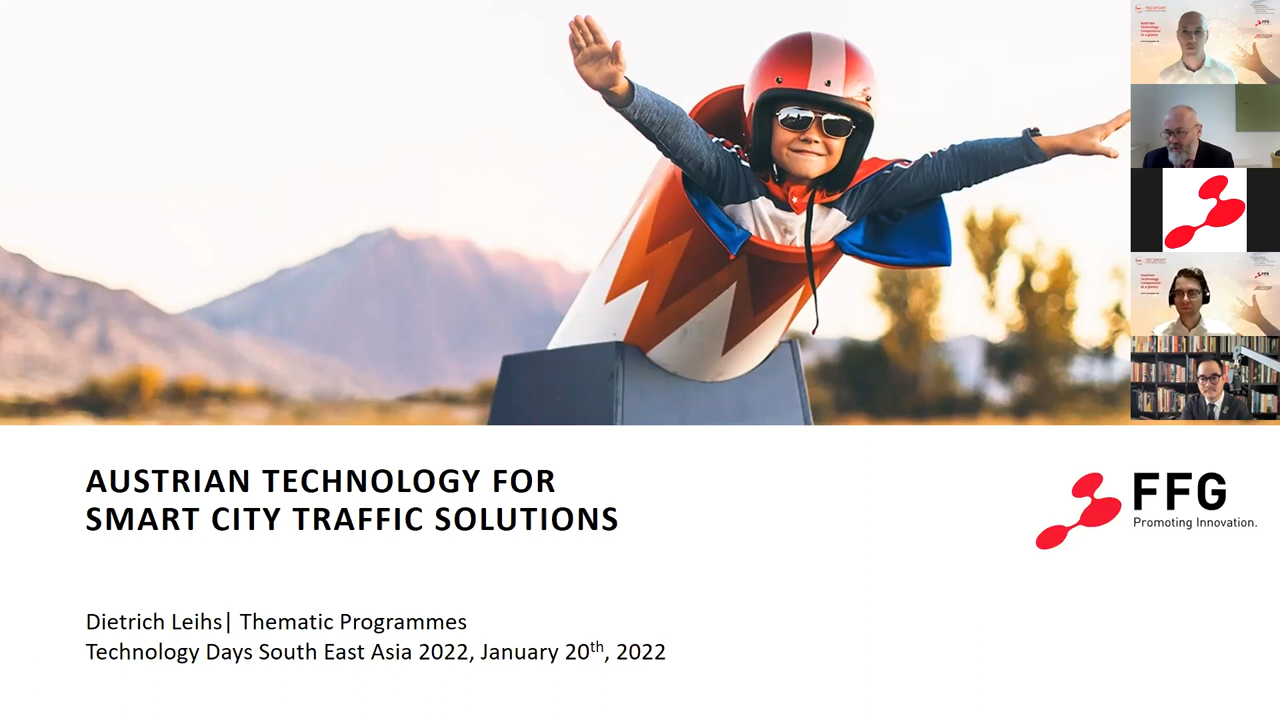 AUSTRIAN TECHNOLOGY FOR
SMART CITY TRAFFIC SOLUTIONS
FFG
Promoting Innovation.
Dietrich Leihs| Thematic Programmes
Technology Days South East Asia 2022, January 20th, 2022